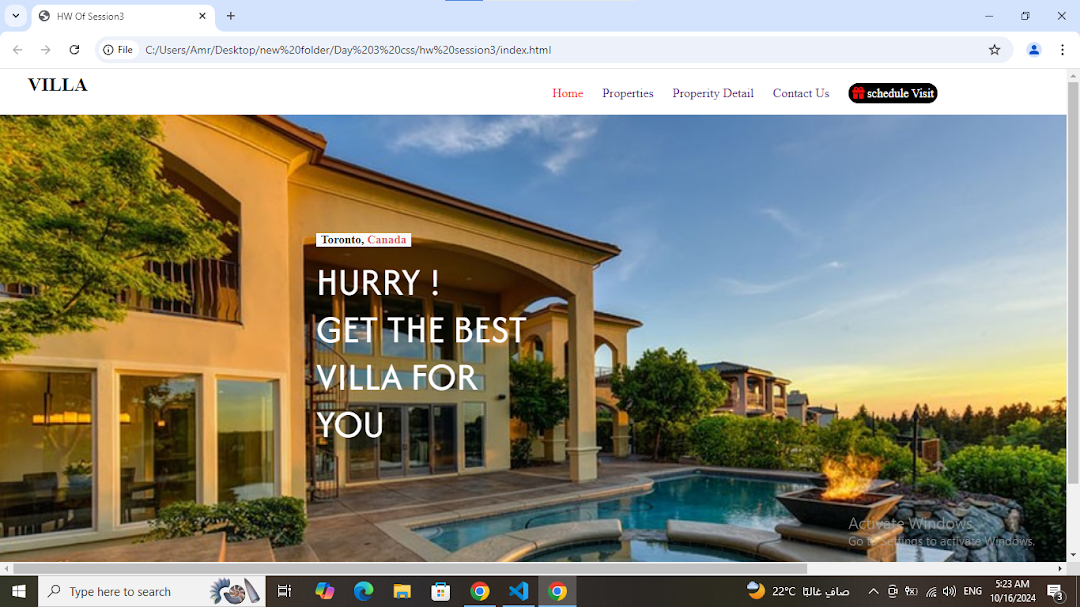 HW Of Session3
File
C:/Users/Amr/Desktop/new%20folder/Day%203%20css/hw%20session3/index.html
VILLA
Home Properties Properity Detail Contact Us schedule Visit
Toronto, Canada
HURRY !
GET THE BEST
VILLA FOR
YOU
Activate Windows
Go to Settings to activate Windows.
Type here to search
22°C صافٍ غالبًا ENG
5:23 AM
10/16/2024
3